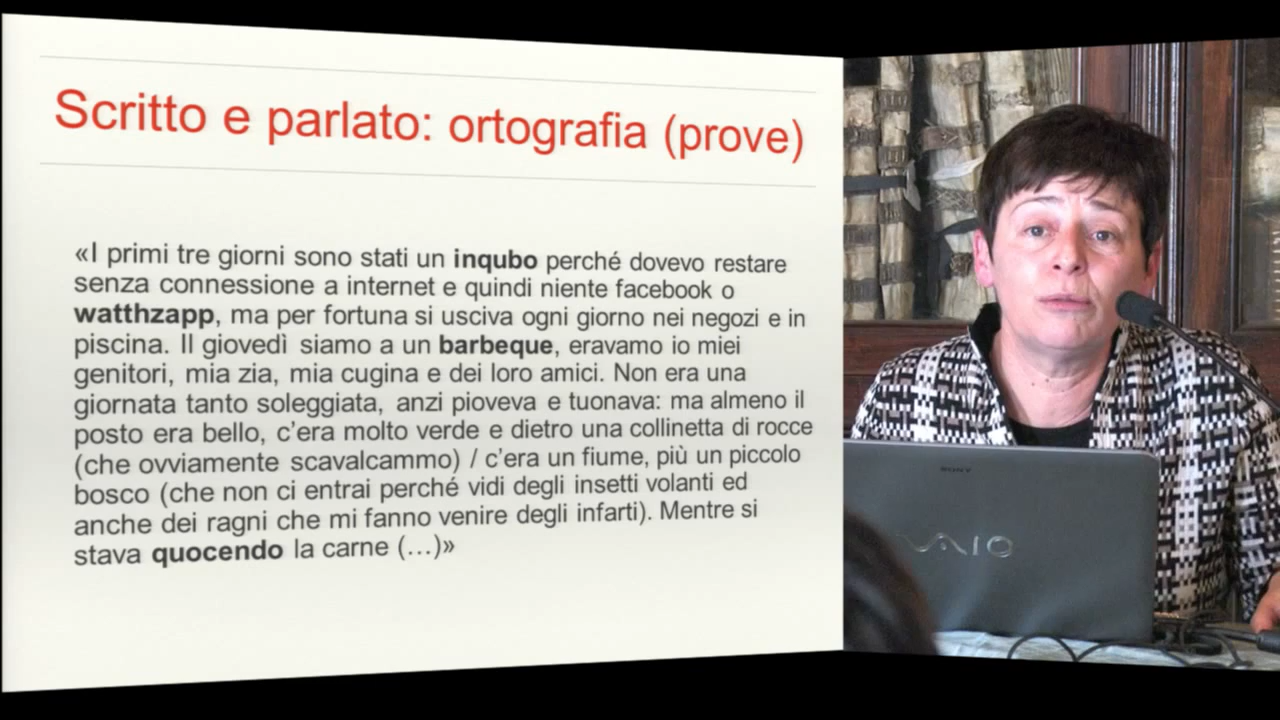 Scritto e parlato: ortografia (prove)
«I primi tre giorni sono stati un inqubo perché dovevo restare
senza connessione a internet e quindi niente facebook o
watthzapp, ma per fortuna si usciva ogni giorno nei negozi e in
piscina. Il giovedì siamo a un barbeque, eravamo io miei
genitori, mia zia, mia cugina e dei loro amici. Non era una
giornata tanto soleggiata, anzi pioveva e tuonava: ma almeno il
posto era bello, c'era molto verde e dietro una collinetta di rocce
(che ovviamente scavalcammo) / c'era un fiume, più un piccolo
bosco (che non ci entrai perché vidi degli insetti volanti ed
anche dei ragni che mi fanno venire degli infarti). Mentre si
stava quocendo la carne (…)»
SONY
VAIO